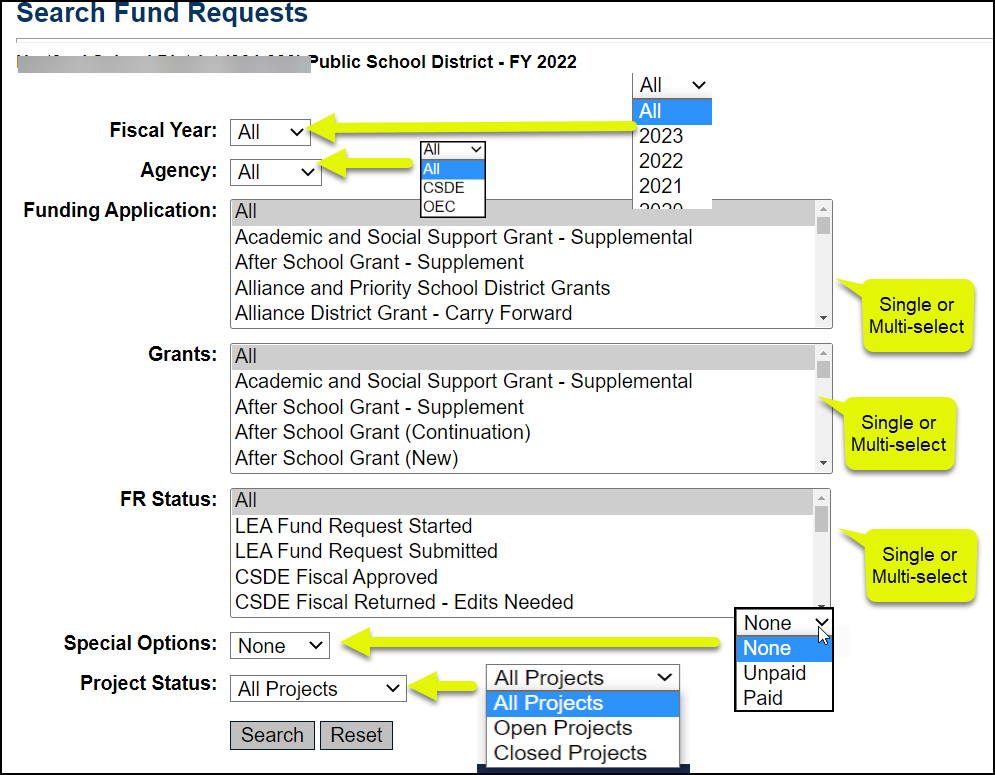 Search Fund Requests
Public School District - FY 2022
All
All
2023
2022
2021
Fiscal Year: All
Agency: All
All
All
CSDE
OEC
Funding Application: All
Academic and Social Support Grant - Supplemental
After School Grant - Supplement
Alliance and Priority School District Grants
Alliance District Grant - Carry Forward
Single or
Multi-select
Grants: All
Academic and Social Support Grant - Supplemental
After School Grant - Supplement
After School Grant (Continuation)
After School Grant (New)
Single or
Multi-select
FR Status: All
LEA Fund Request Started
LEA Fund Request Submitted
CSDE Fiscal Approved
CSDE Fiscal Returned - Edits Needed
Single or
Multi-select
Special Options: None
None
None
Unpaid
Paid
Project Status: All Projects
All Projects
All Projects
Open Projects
Closed Projects
Search Reset